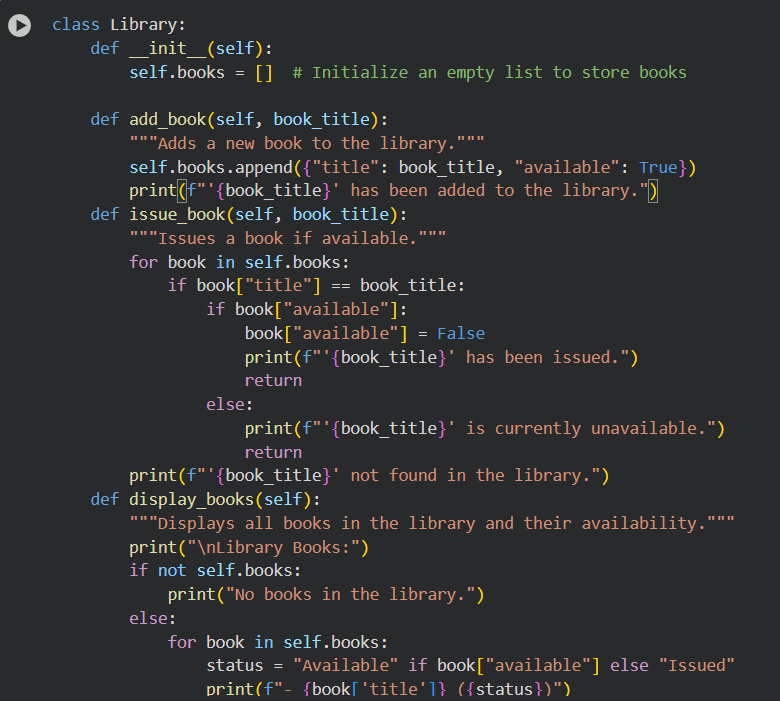 class Library:
    def __init__(self):
        self.books = []  # Initialize an empty list to store books

    def add_book(self, book_title):
        """Adds a new book to the library."""
        self.books.append({"title": book_title, "available": True})
        print(f"'{book_title}' has been added to the library.")
    def issue_book(self, book_title):
        """Issues a book if available."""
        for book in self.books:
            if book["title"] == book_title:
                if book["available"]:
                    book["available"] = False
                    print(f"'{book_title}' has been issued.")
                    return
                else:
                    print(f"'{book_title}' is currently unavailable.")
                    return
        print(f"'{book_title}' not found in the library.")
    def display_books(self):
        """Displays all books in the library and their availability."""
        print("\nLibrary Books:")
        if not self.books:
            print("No books in the library.")
        else:
            for book in self.books:
                status = "Available" if book["available"] else "Issued"
                print(f"- {book['title']} ({status})")